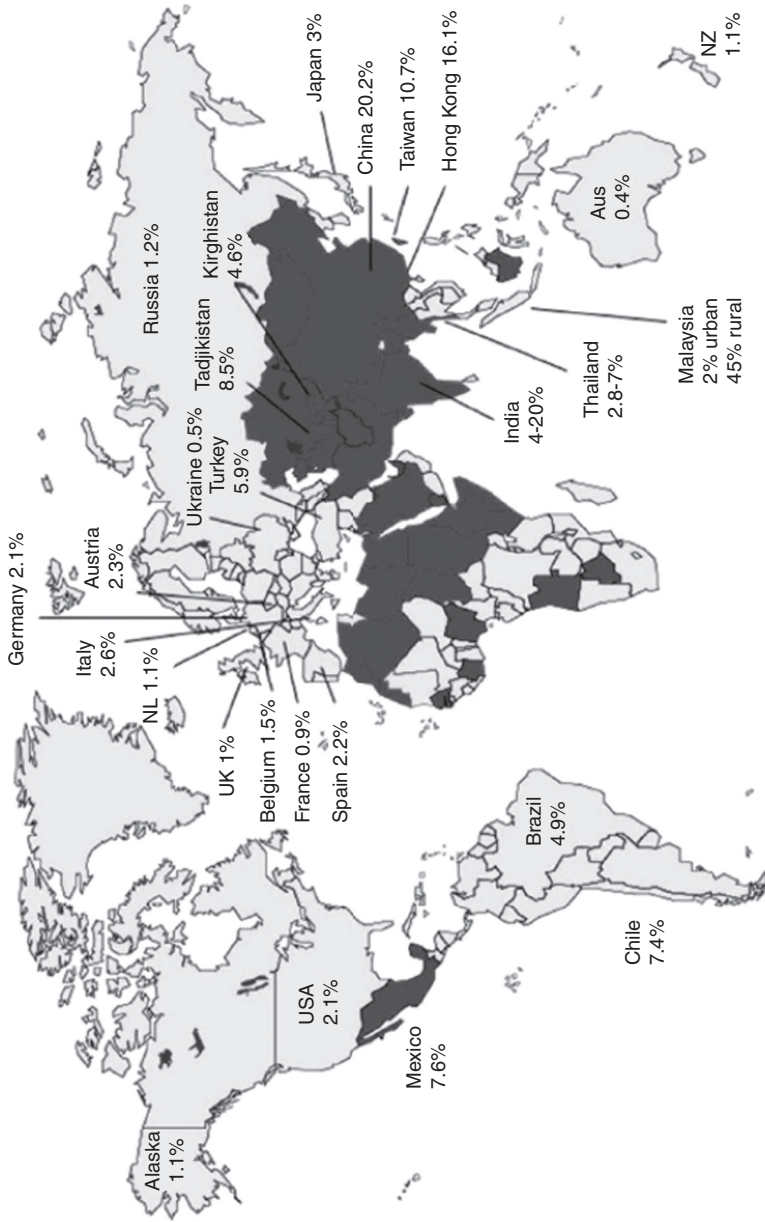 Alaska
1.1%
USA
2.1%
Mexico
7.6%
Chile
7.4%
Brazil
4.9%
Germany 2.1%
Italy
2.6%
Austria
2.3%
NL 1.1%
UK 1%
Belgium 1.5%
France 0.9%
Spain 2.2%
Ukraine 0.5%
Turkey
5.9%
Russia 1.2%
Tadjikistan
8.5%
Kirghistan
4.6%
Japan 3%
China 20.2%
Taiwan 10.7%
Hong Kong 16.1%
India
4-20%
Thailand
2.8-7%
Malaysia
2% urban
45% rural
Aus
0.4%
NZ
1.1%